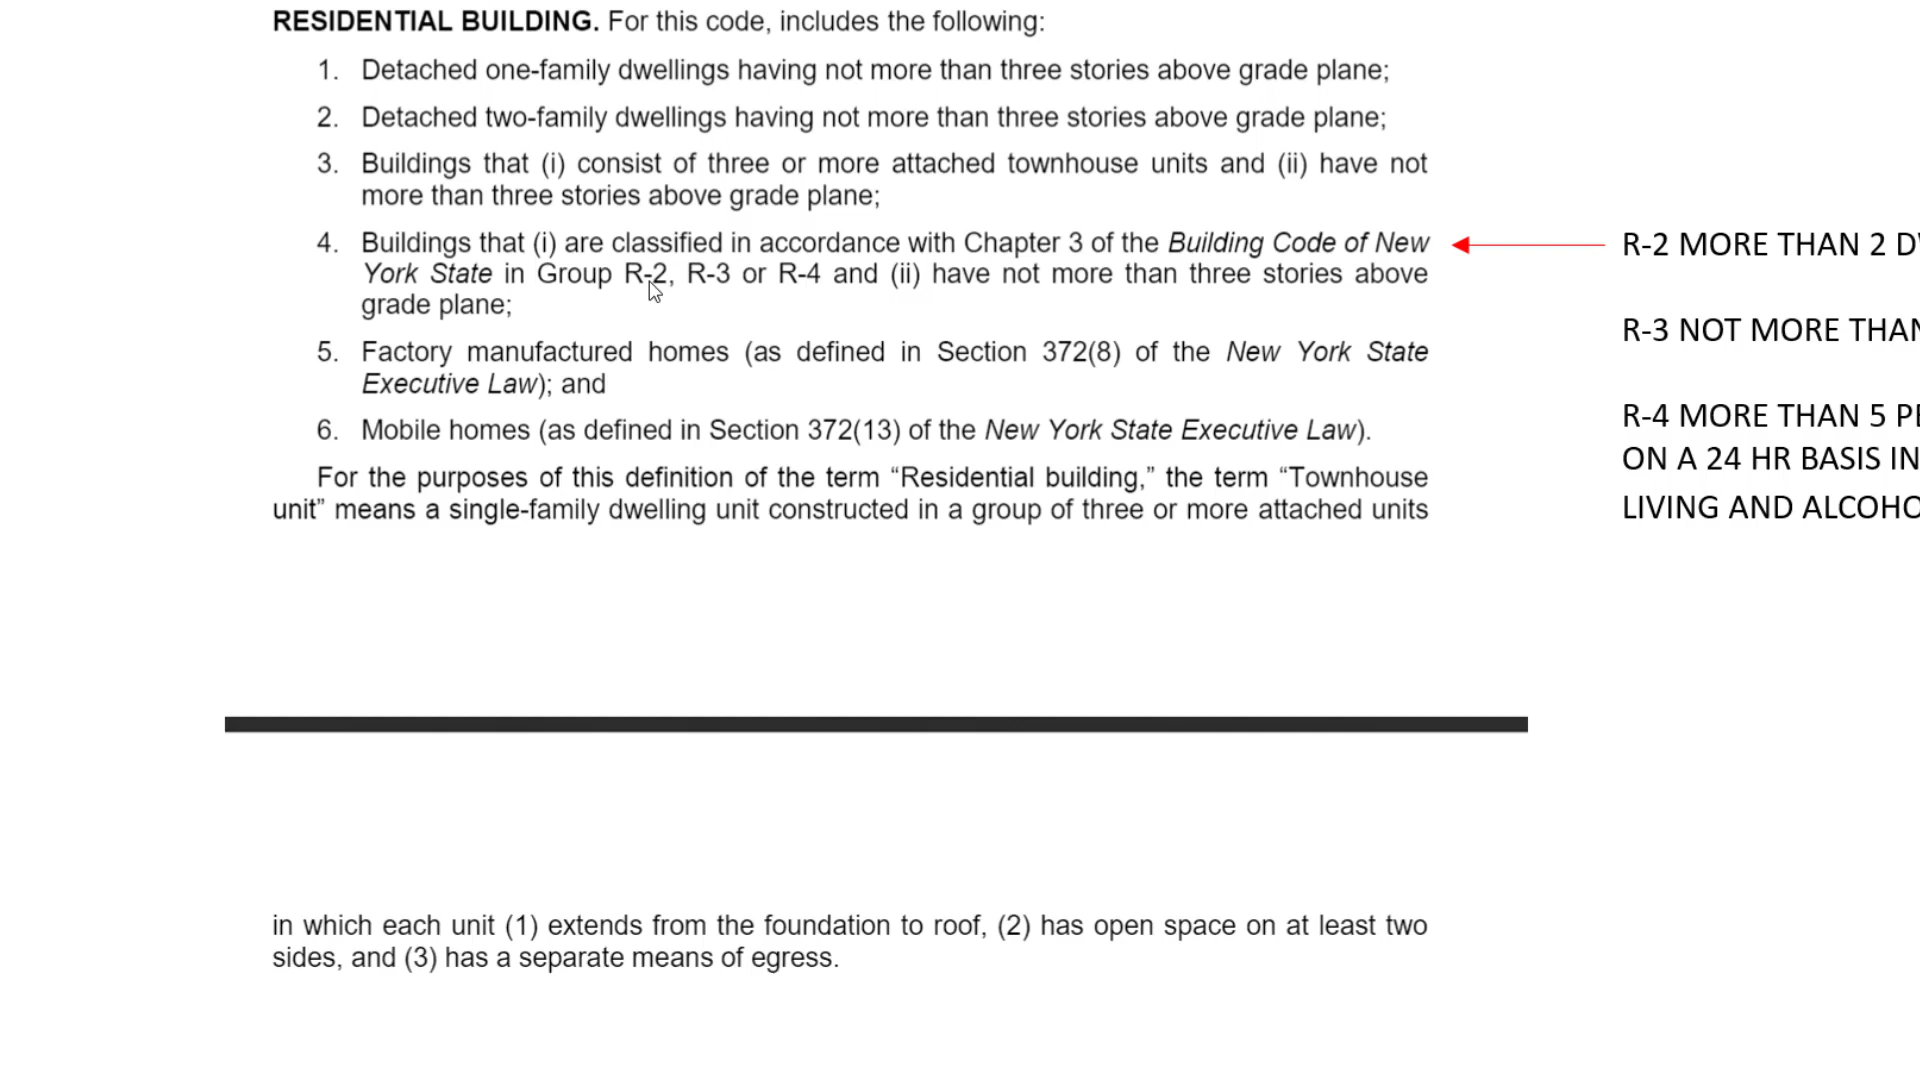 RESIDENTIAL BUILDING. For this code, includes the following:
1. Detached one-family dwellings having not more than three stories above grade plane;
2. Detached two-family dwellings having not more than three stories above grade plane;
3. Buildings that (i) consist of three or more attached townhouse units and (ii) have not
more than three stories above grade plane;
4. Buildings that (i) are classified in accordance with Chapter 3 of the Building Code of New
York State in Group R-2, R-3 or R-4 and (ii) have not more than three stories above
grade plane;
5. Factory manufactured homes (as defined in Section 372(8) of the New York State
Executive Law); and
6. Mobile homes (as defined in Section 372(13) of the New York State Executive Law).
For the purposes of this definition of the term “Residential building,” the term “Townhouse
unit” means a single-family dwelling unit constructed in a group of three or more attached units
in which each unit (1) extends from the foundation to roof, (2) has open space on at least two
sides, and (3) has a separate means of egress.
R-2 MORE THAN 2
R-3 NOT MORE THAN
R-4 MORE THAN 5
ON A 24 HR BASIS IN
LIVING AND